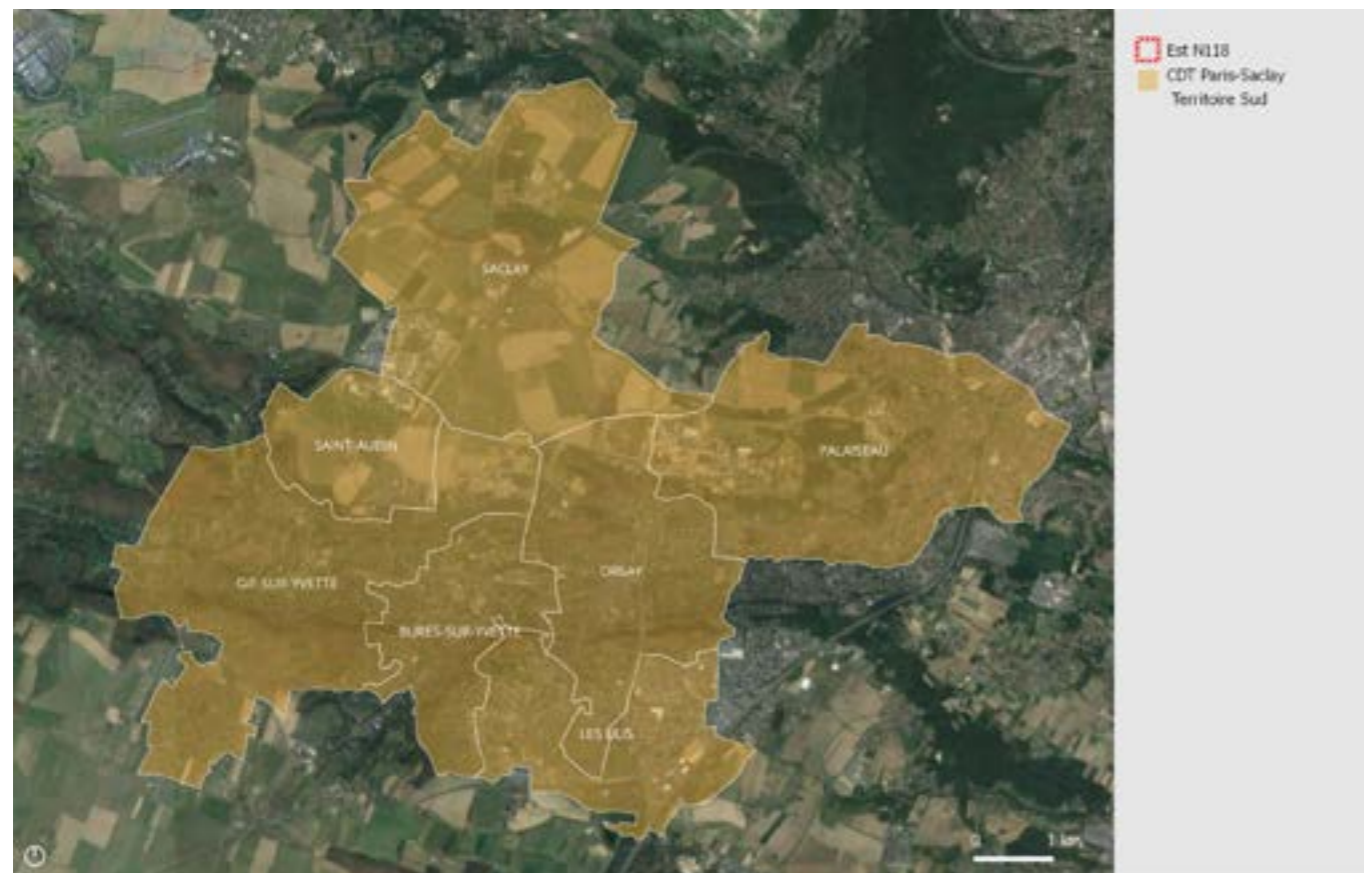 Est N118
CDT Paris-Saclay
Territoire Sud
SACLAY
SAINT-AUBIN
PALAISEAU
GIF-SUR-YVETTE
ORSAY
BURES-SUR-YVETTE
LES ULIS
0 1 km